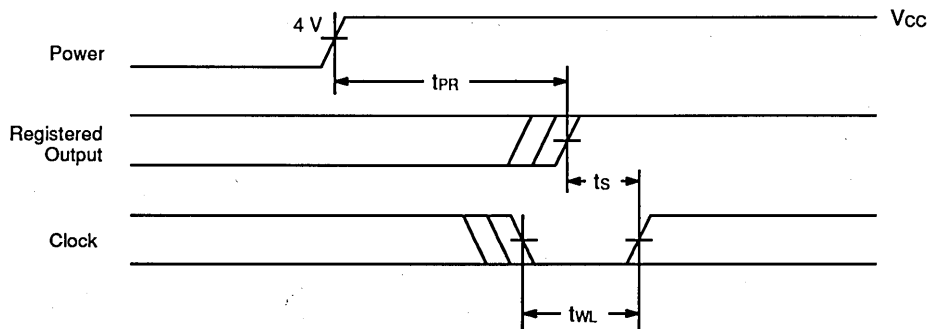 4 V
VCC
Power
tPR
Registered
Output
tS
Clock
tWL